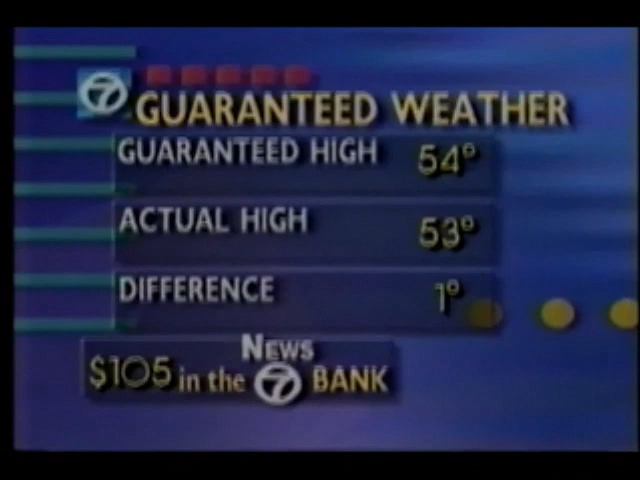 7 GUARANTEED WEATHER
GUARANTEED HIGH 54°
ACTUAL HIGH 53°
DIFFERENCE 1°
$105 in the NEWS 7 BANK